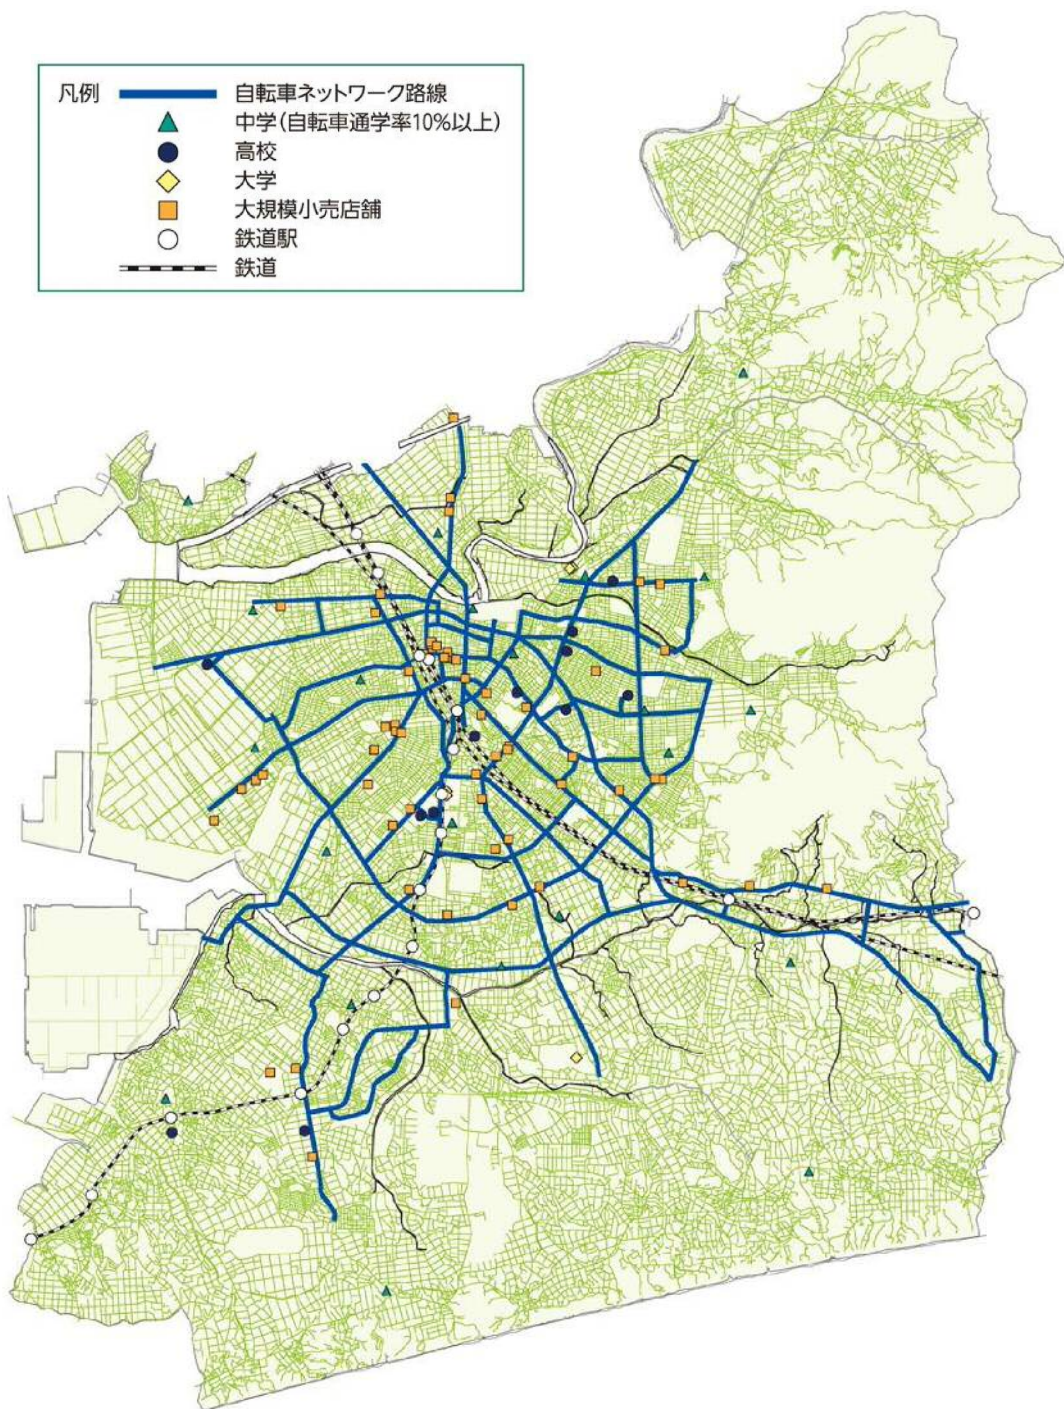 凡例
自転車ネットワーク路線
中学(自転車通学率10%以上)
高校
大学
大規模小売店舗
鉄道駅
鉄道